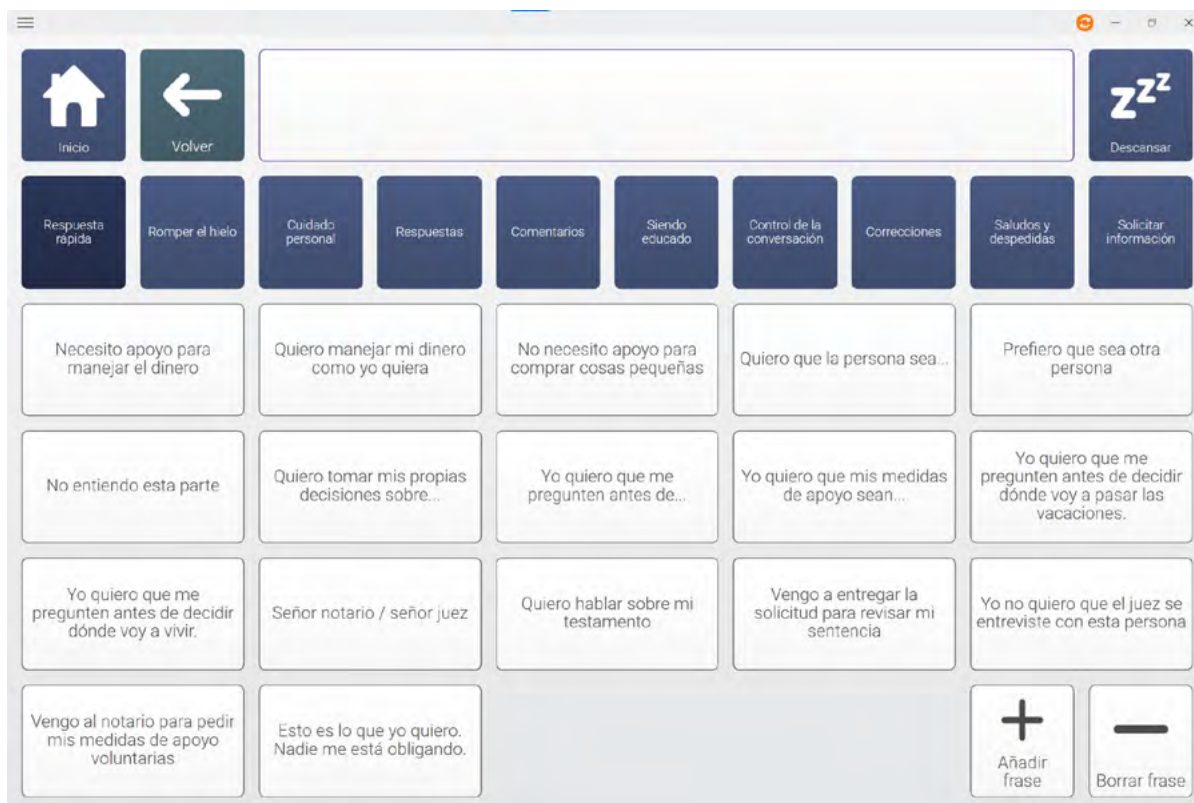 Inicio
Volver
zzz
Descansar
Respuesta
rápida
Romper el hielo
Cuidado
personal
Respuestas
Comentarios
Siendo
educado
Control de la
conversación
Correcciones
Saludos y
despedidas
Solicitar
información
Necesito apoyo para
manejar el dinero
Quiero manejar mi dinero
como yo quiera
No necesito apoyo para
comprar cosas pequeñas
Quiero que la persona sea...
Prefiero que sea otra
persona
No entiendo esta parte
Quiero tomar mis propias
decisiones sobre...
Yo quiero que me
pregunten antes de...
Yo quiero que mis medidas
de apoyo sean...
Yo quiero que me
pregunten antes de decidir
dónde voy a pasar las
vacaciones.
Yo quiero que me
pregunten antes de decidir
dónde voy a vivir.
Señor notario / señor juez
Quiero hablar sobre mi
testamento
Vengo a entregar la
solicitud para revisar mi
sentencia
Yo no quiero que el juez se
entreviste con esta persona
Vengo al notario para pedir
mis medidas de apoyo
voluntarias
Esto es lo que yo quiero.
Nadie me está obligando.
Añadir
frase
Borrar frase